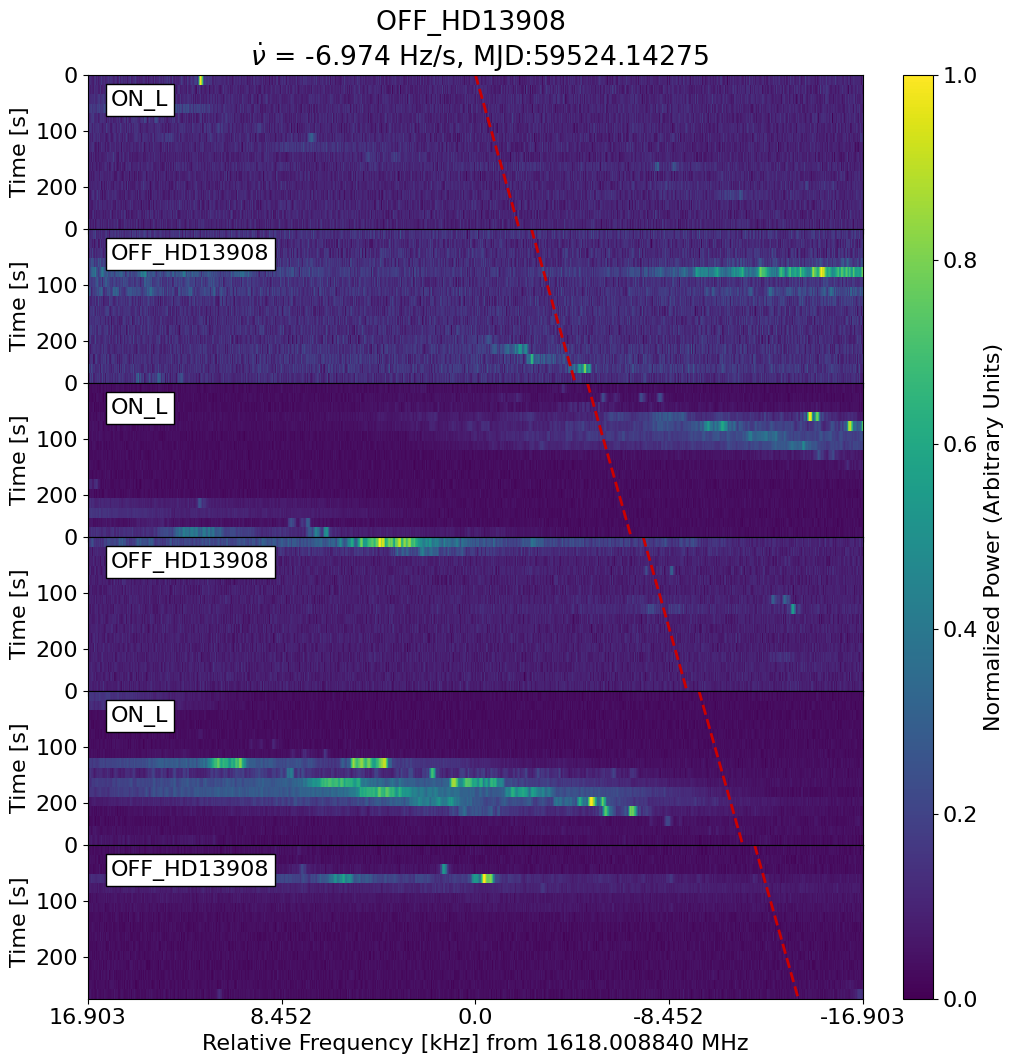 OFF_HD13908
ν̇ = -6.974 Hz/s, MJD:59524.14275
0
ON_L
100
200
Time [s]
0
OFF_HD13908
100
200
Time [s]
0
ON_L
100
200
Time [s]
0
OFF_HD13908
100
200
Time [s]
0
ON_L
100
200
Time [s]
0
OFF_HD13908
100
200
Time [s]
16.903 8.452 0.0 -8.452 -16.903
Relative Frequency [kHz] from 1618.008840 MHz
1.0
0.8
0.6
0.4
0.2
0.0
Normalized Power (Arbitrary Units)